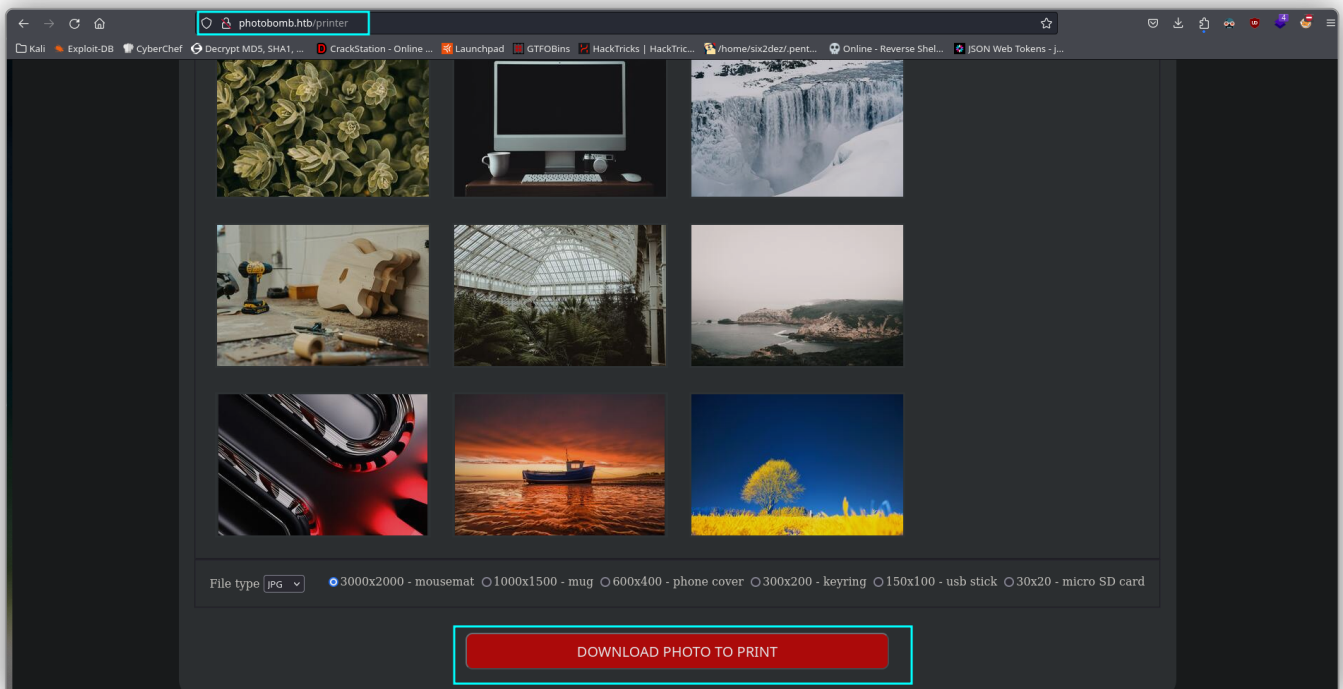 photobomb.htb/printer
Kali Exploit-DB CyberChef Decrypt MD5, SHA1, ... CrackStation - Online ... Launchpad GTFOBins HackTricks | HackTric... /home/six2dez/.pent... Online - Reverse Shel... JSON Web Tokens - j...
File type JPG 3000x2000 - mousemat 1000x1500 - mug 600x400 - phone cover 300x200 - keyring 150x100 - usb stick 30x20 - micro SD card
DOWNLOAD PHOTO TO PRINT